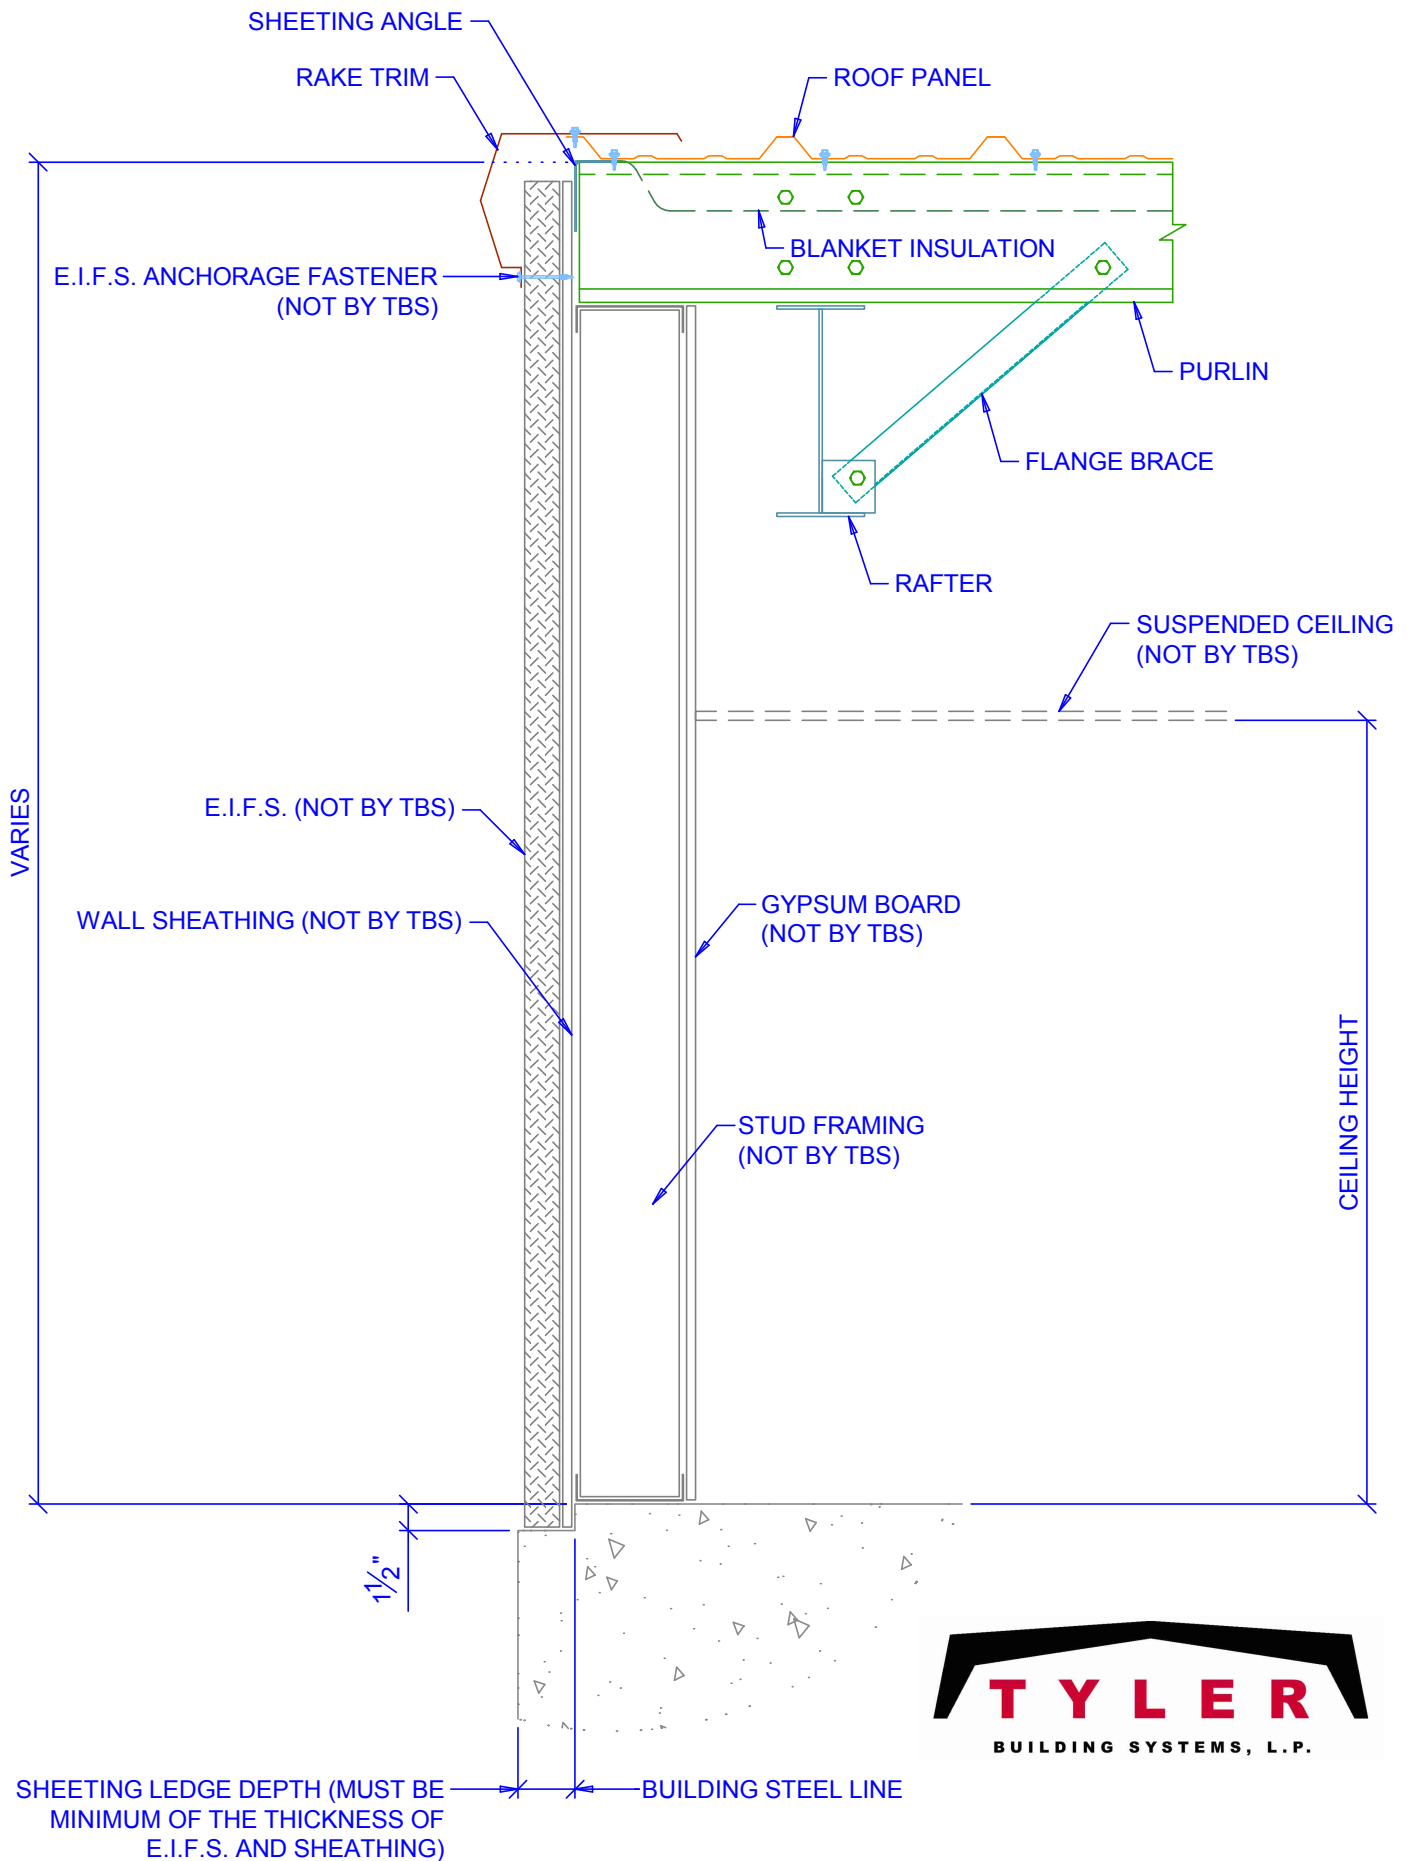 SHEETING ANGLE
RAKE TRIM
ROOF PANEL
BLANKET INSULATION
E.I.F.S. ANCHORAGE FASTENER
(NOT BY TBS)
PURLIN
FLANGE BRACE
RAFTER
SUSPENDED CEILING
(NOT BY TBS)
VARIES
E.I.F.S. (NOT BY TBS)
WALL SHEATHING (NOT BY TBS)
GYPSUM BOARD
(NOT BY TBS)
CEILING HEIGHT
STUD FRAMING
(NOT BY TBS)
1½"
TYLER
BUILDING SYSTEMS, L.P.
SHEETING LEDGE DEPTH (MUST BE
MINIMUM OF THE THICKNESS OF
E.I.F.S. AND SHEATHING)
BUILDING STEEL LINE